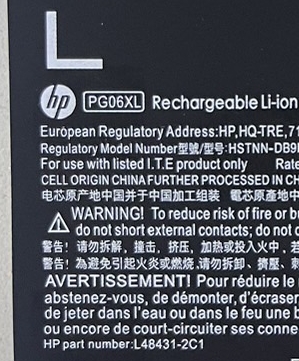 L
hp PG06XL Rechargeable Li-ion
European Regulatory Address:HP,HQ-TRE,71
Regulatory Model Number型號/型号:HSTNN-DB9
For use with listed I.T.E product only Rate
CELL ORIGIN CHINA FURTHER PROCESSED IN CH
电芯原产地中国并于中国加工组装 電芯原產地
WARNING! To reduce risk of fire or bu
do not short external contacts; do not d
警告! 请勿拆解，撞击，挤压，加热或投入火中，若
警告! 為避免引起火炎或燃燒,请勿拆卸、擠壓，刺
AVERTISSEMENT! Pour réduire le
abstenez-vous, de démonter, d'écraser
de jeter dans l'eau ou dans le feu une b
ou encore de court-circuiter ses conne
HP part number:L48431-2C1